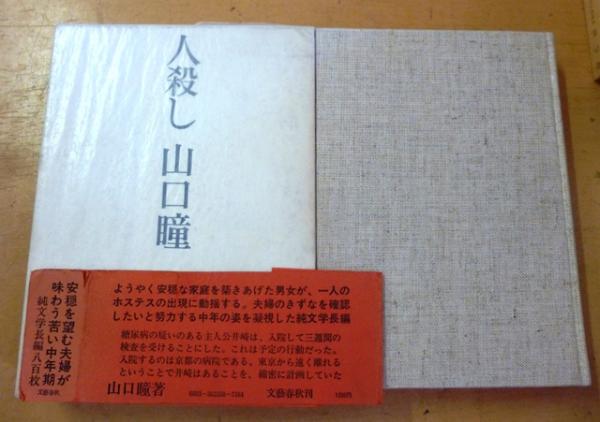 人殺し 山口瞳
安穏を望む夫婦が
味わう苦い中年期
純文学長編八百枚
文藝春秋
ようやく安穏な家庭を築きあげた男女が、一人の
ホステスの出現に動揺する。夫婦のきずなを確認
したいと努力する中年の姿を凝視した純文学長編
糖尿病の疑いのある主人公井崎は、入院して三週間の
検査を受けることにした。これは予定の行動だった。
入院するのは京都の病院である。東京から遠く離れる
ということで井崎はあることを、綿密に計画していた
山口瞳著
文藝春秋刊